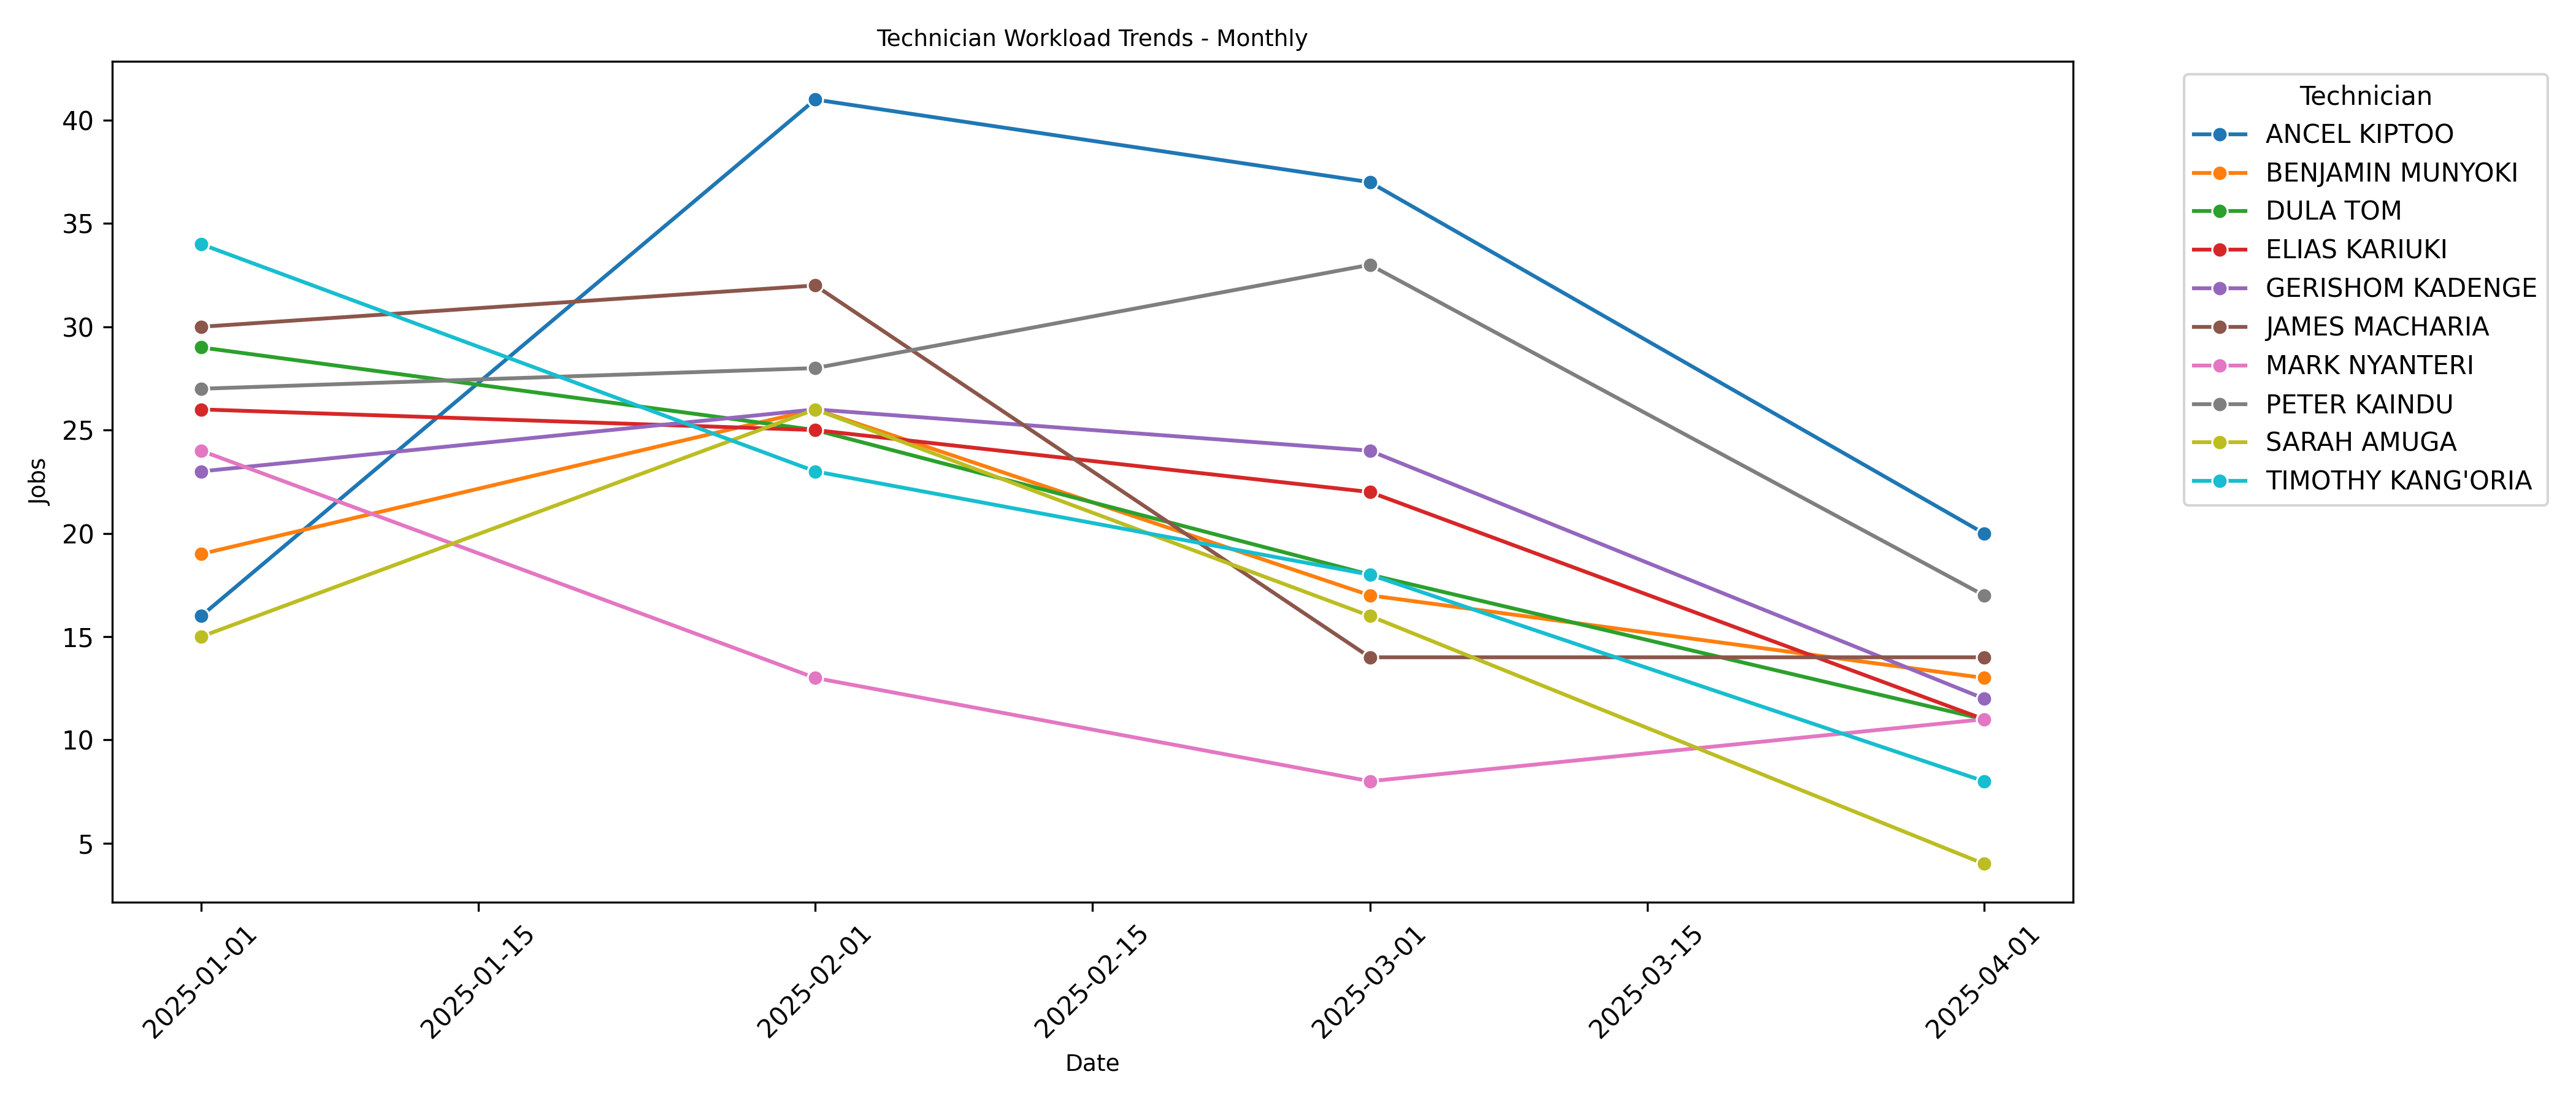 Technician Workload Trends - Monthly
Jobs
40
35
30
25
20
15
10
5
2025-01-01
2025-01-15
2025-02-01
2025-02-15
2025-03-01
2025-03-15
2025-04-01
Date
Technician
ANCEL KIPTOO
BENJAMIN MUNYOKI
DULA TOM
ELIAS KARIUKI
GERISHOM KADENGE
JAMES MACHARIA
MARK NYANTERI
PETER KAINDU
SARAH AMUGA
TIMOTHY KANG'ORIA